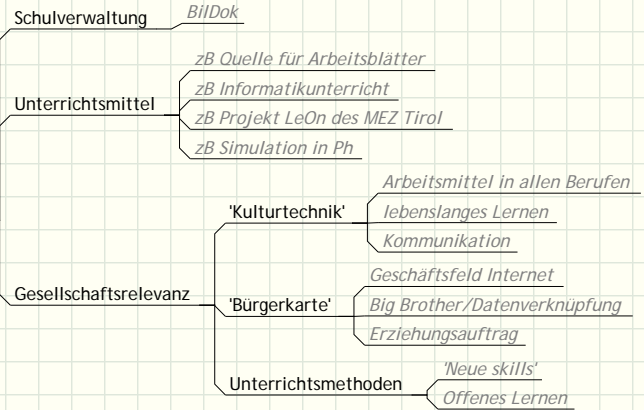 Schulverwaltung
BilDok
Unterrichtsmittel
zB Quelle für Arbeitsblätter
zB Informatikunterricht
zB Projekt LeOn des MEZ Tirol
zB Simulation in Ph
Gesellschaftsrelevanz
'Kulturtechnik'
Arbeitsmittel in allen Berufen
lebenslanges Lernen
Kommunikation
'Bürgerkarte'
Geschäftsfeld Internet
Big Brother/Datenverknüpfung
Erziehungsauftrag
Unterrichtsmethoden
'Neue skills'
Offenes Lernen